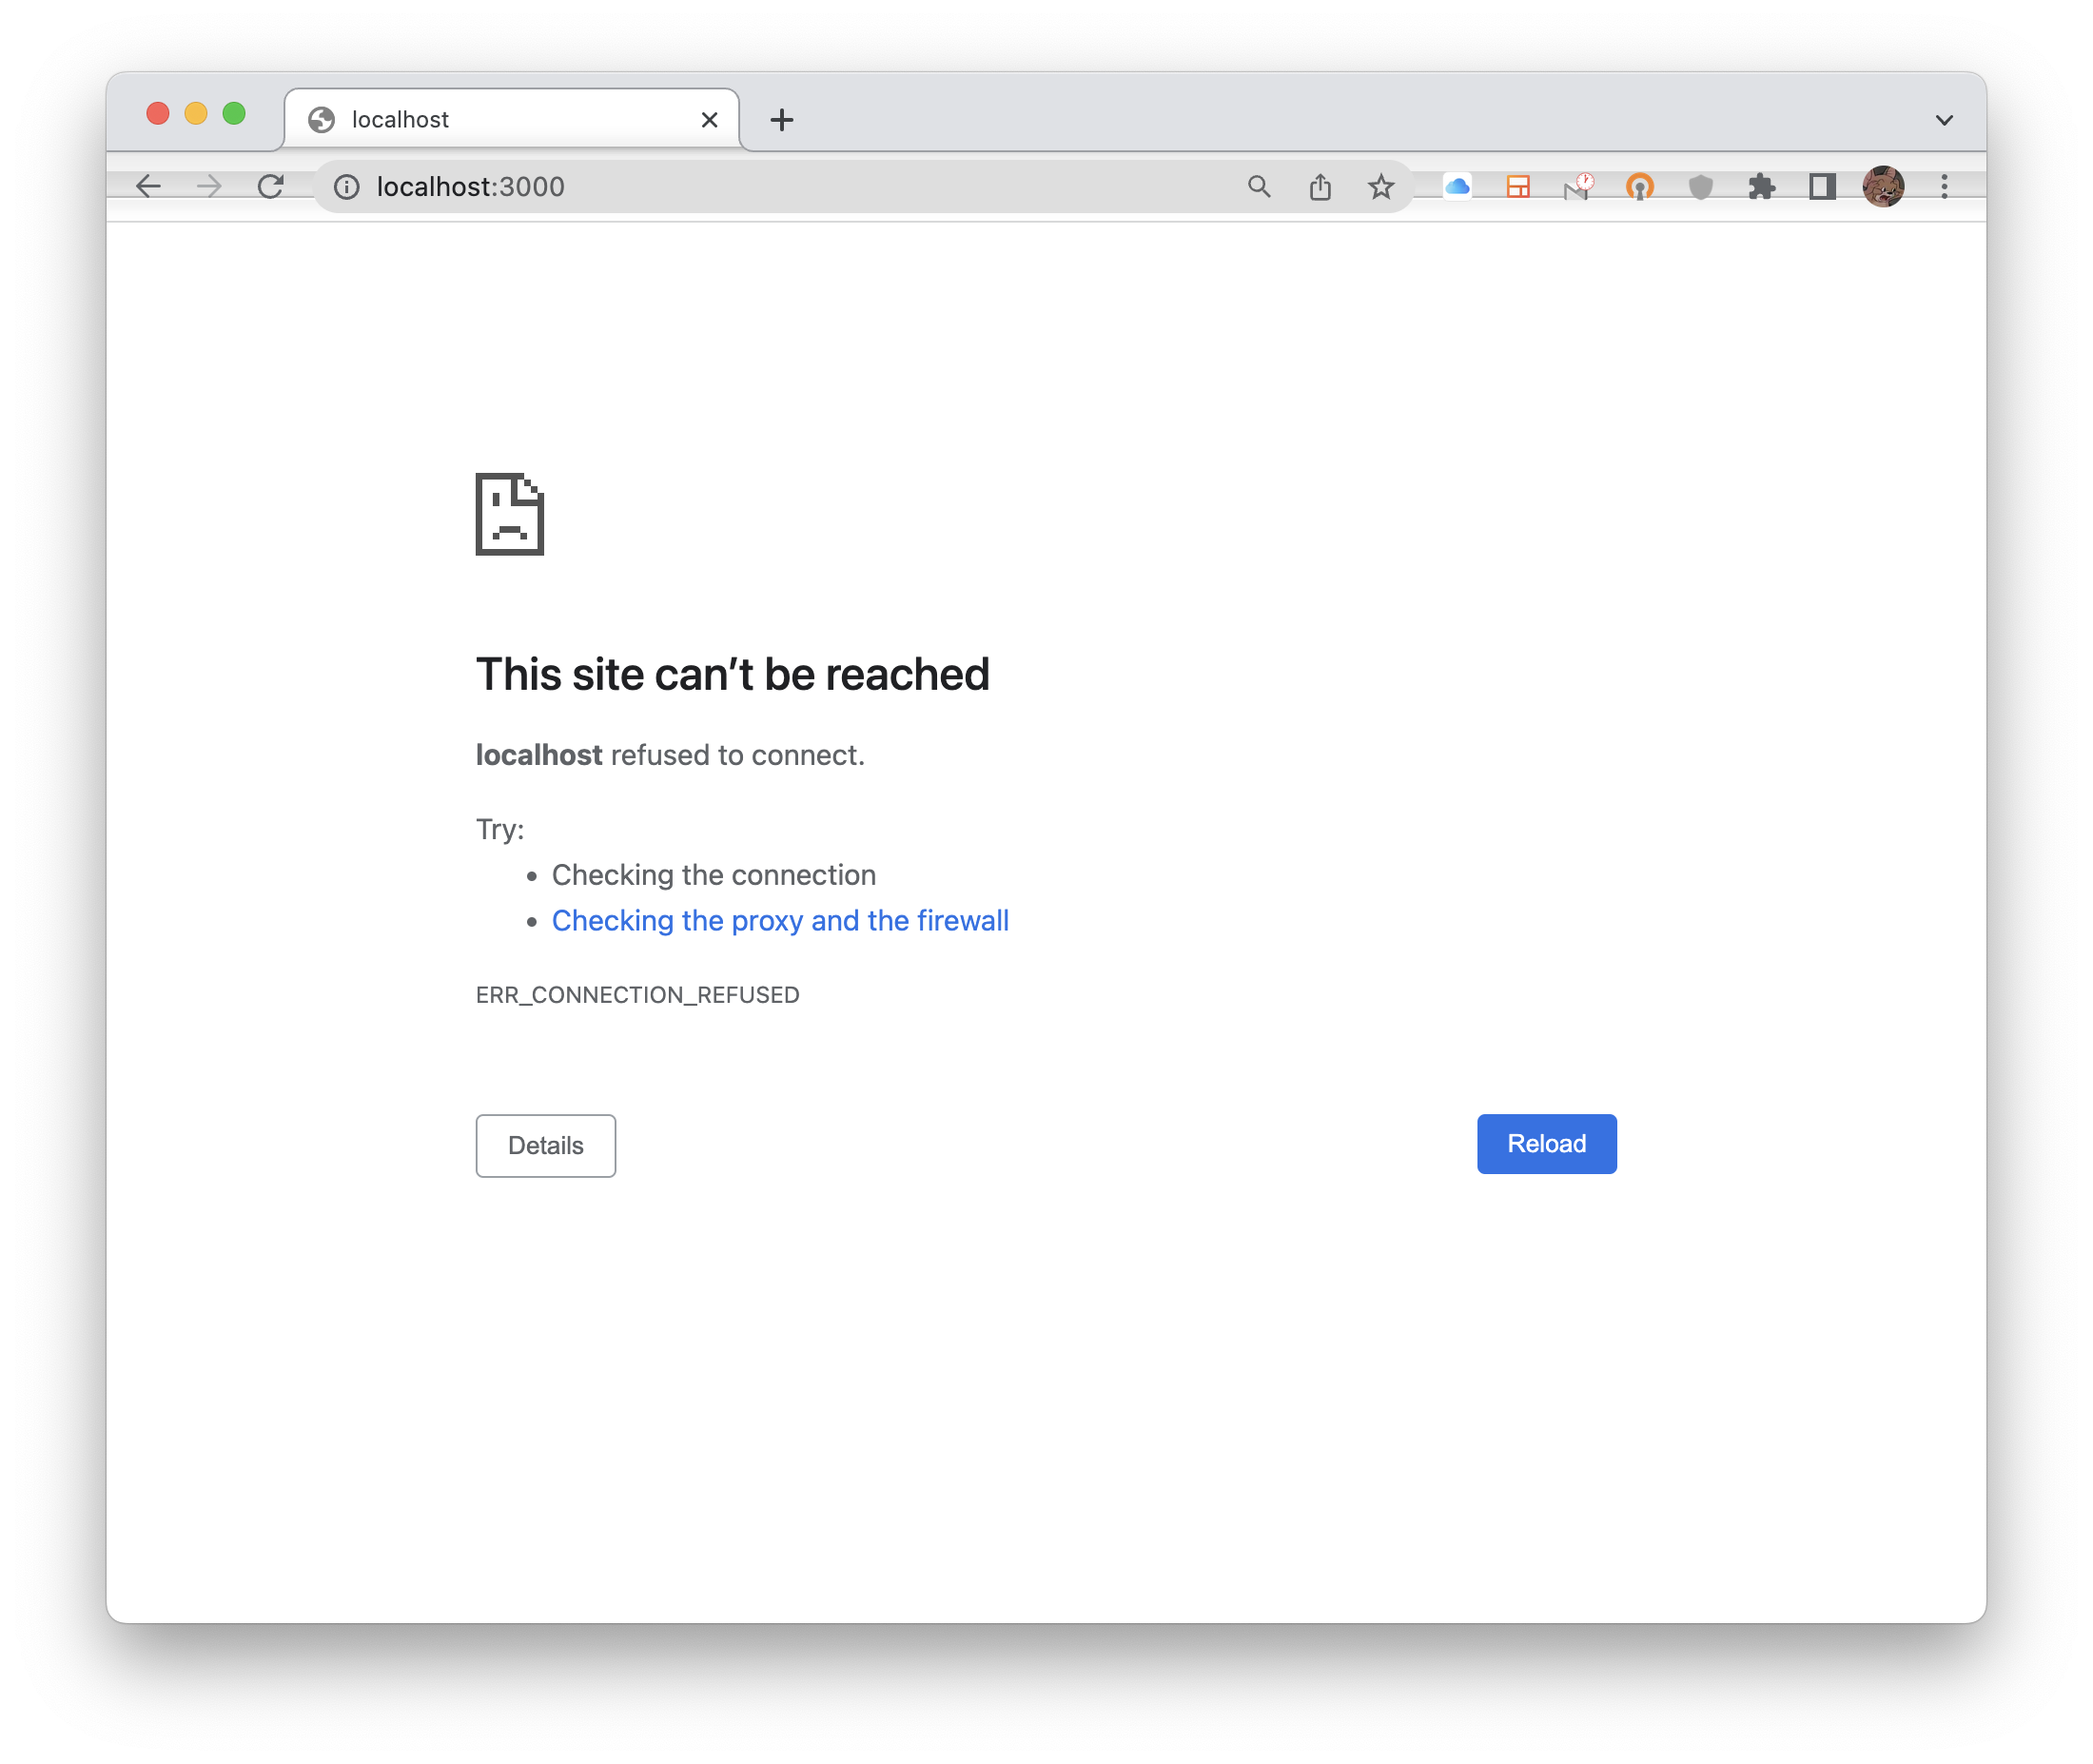 localhost
localhost:3000
This site can’t be reached
localhost refused to connect.
Try:
Checking the connection
Checking the proxy and the firewall
ERR_CONNECTION_REFUSED
Details
Reload